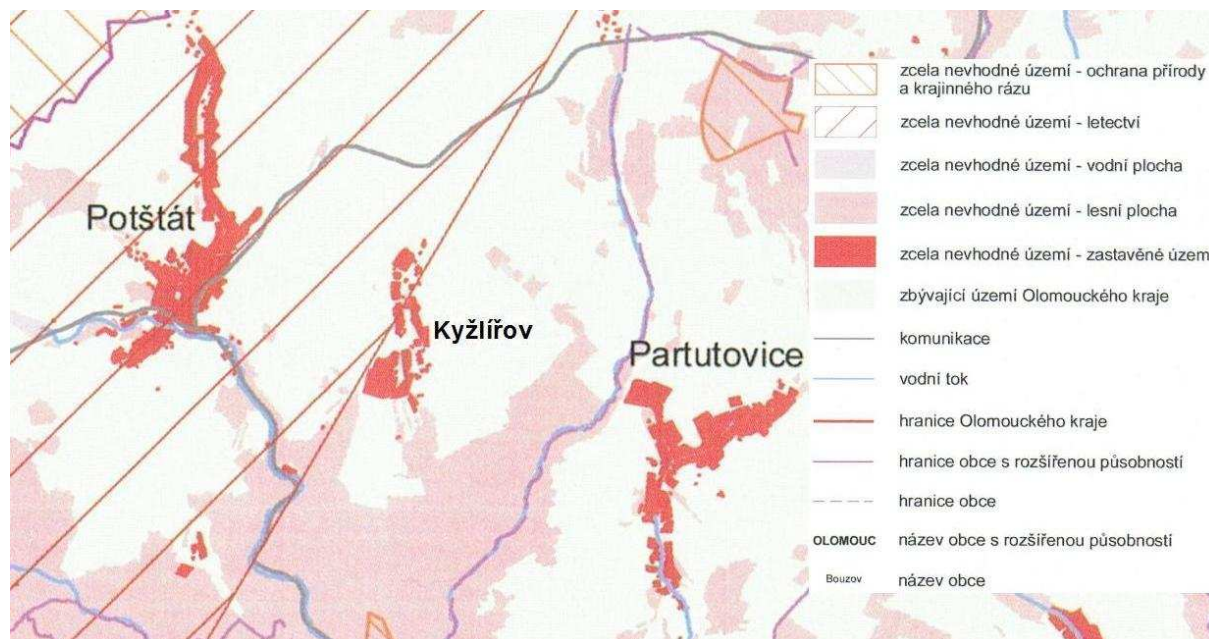 Potštát
Kyžlířov
Partutovice
zcela nevhodné území - ochrana přírody
a krajinného rázu
zcela nevhodné území - letectví
zcela nevhodné území - vodní plocha
zcela nevhodné území - lesní plocha
zcela nevhodné území - zastavěné územ
zbývající území Olomouckého kraje
komunikace
vodní tok
hranice Olomouckého kraje
hranice obce s rozšířenou působností
hranice obce
OLOMOUC název obce s rozšířenou působností
Bouzov název obce